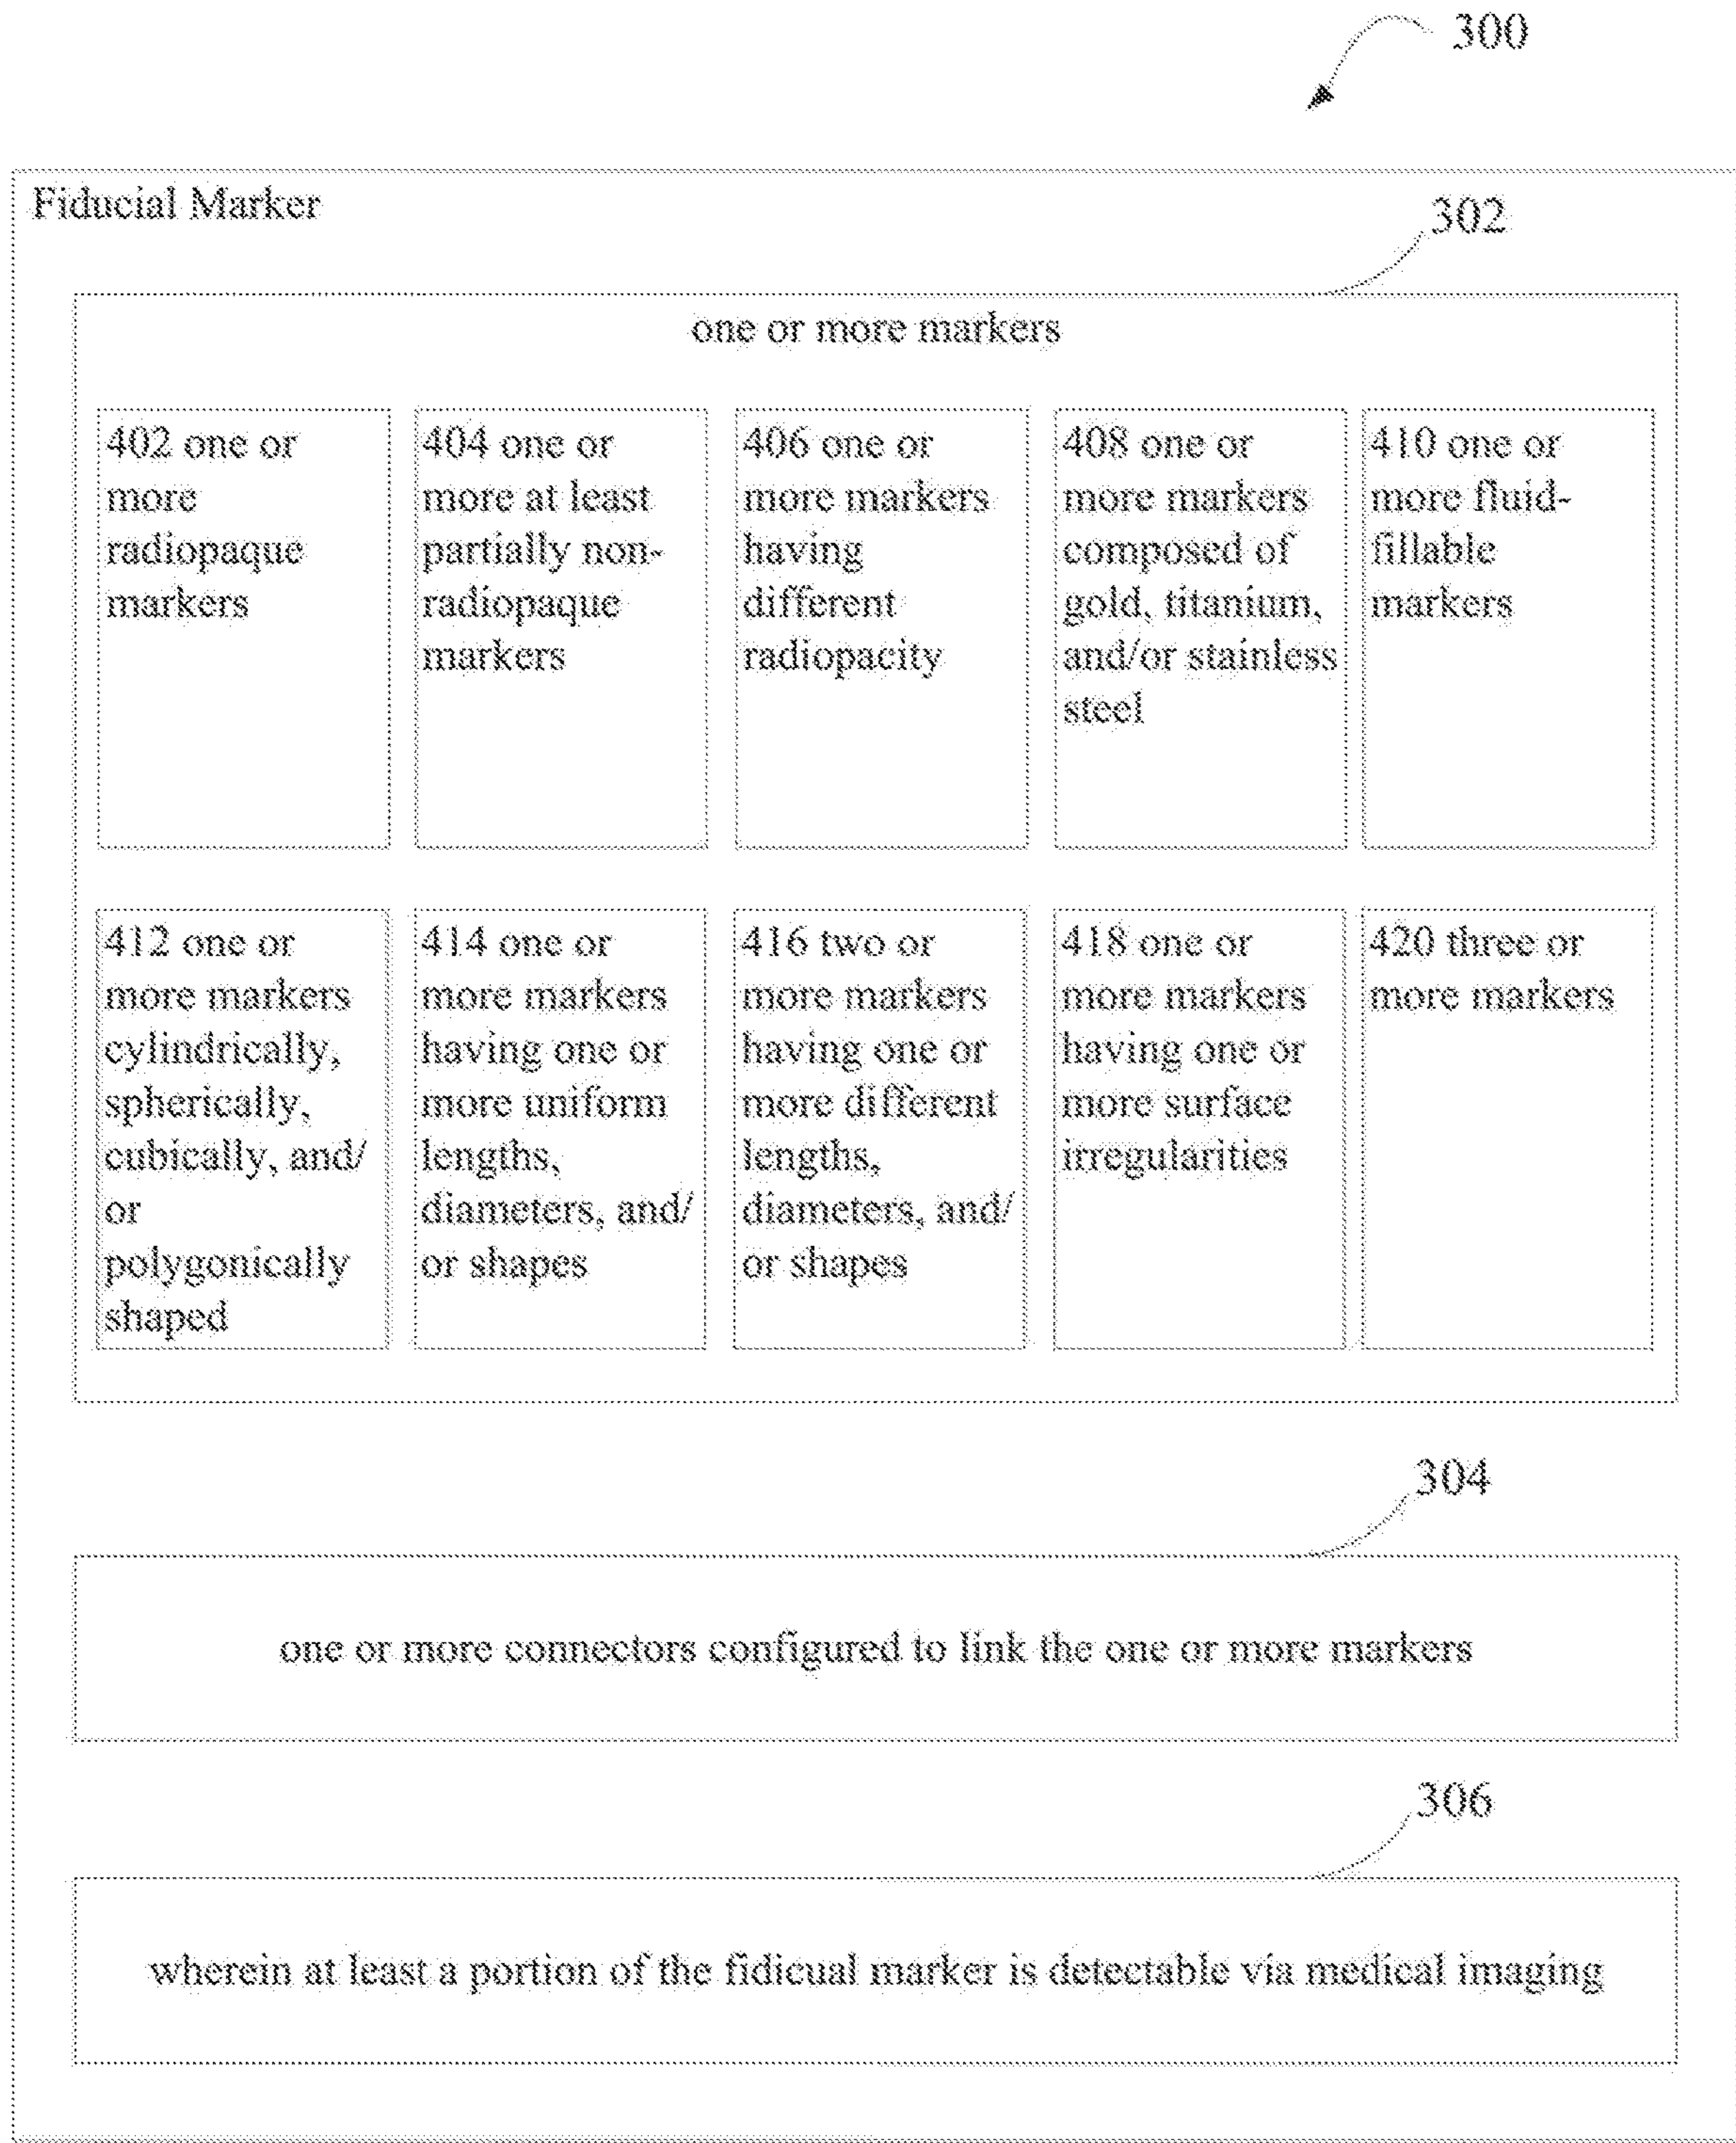 300
Fiducial Marker
302
one or more markers
402 one or
more
radiopaque
markers
404 one or
more at least
partially non-
radiopaque
markers
406 one or
more markers
having
different
radiopacity
408 one or
more markers
composed of
gold, titanium,
and/or stainless
steel
410 one or
more fluid-
fillable
markers
412 one or
more markers
cylindrically,
spherically,
cubically, and/
or
polygonically
shaped
414 one or
more markers
having one or
more uniform
lengths,
diameters, and/
or shapes
416 two or
more markers
having one or
more different
lengths,
diameters, and/
or shapes
418 one or
more markers
having one or
more surface
irregularities
420 three or
more markers
304
one or more connectors configured to link the one or more markers
306
wherein at least a portion of the fidicual marker is detectable via medical imaging